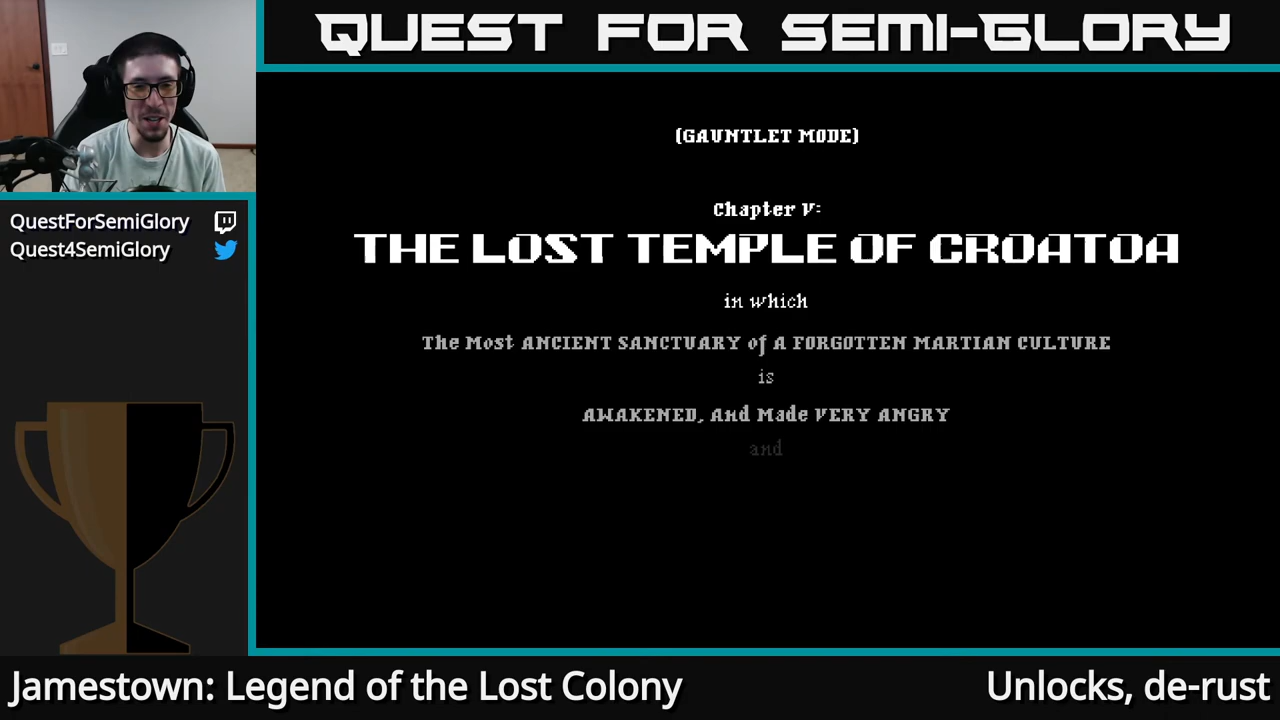 QUEST FOR SEMI-GLORY
(GAUNTLET MODE)
Chapter V:
THE LOST TEMPLE OF CROATOA
in which
The Most ANCIENT SANCTUARY of A FORGOTTEN MARTIAN CULTURE
is
AWAKENED, And Made VERY ANGRY
and
QuestForSemiGlory
Quest4SemiGlory
Jamestown: Legend of the Lost Colony
Unlocks, de-rust